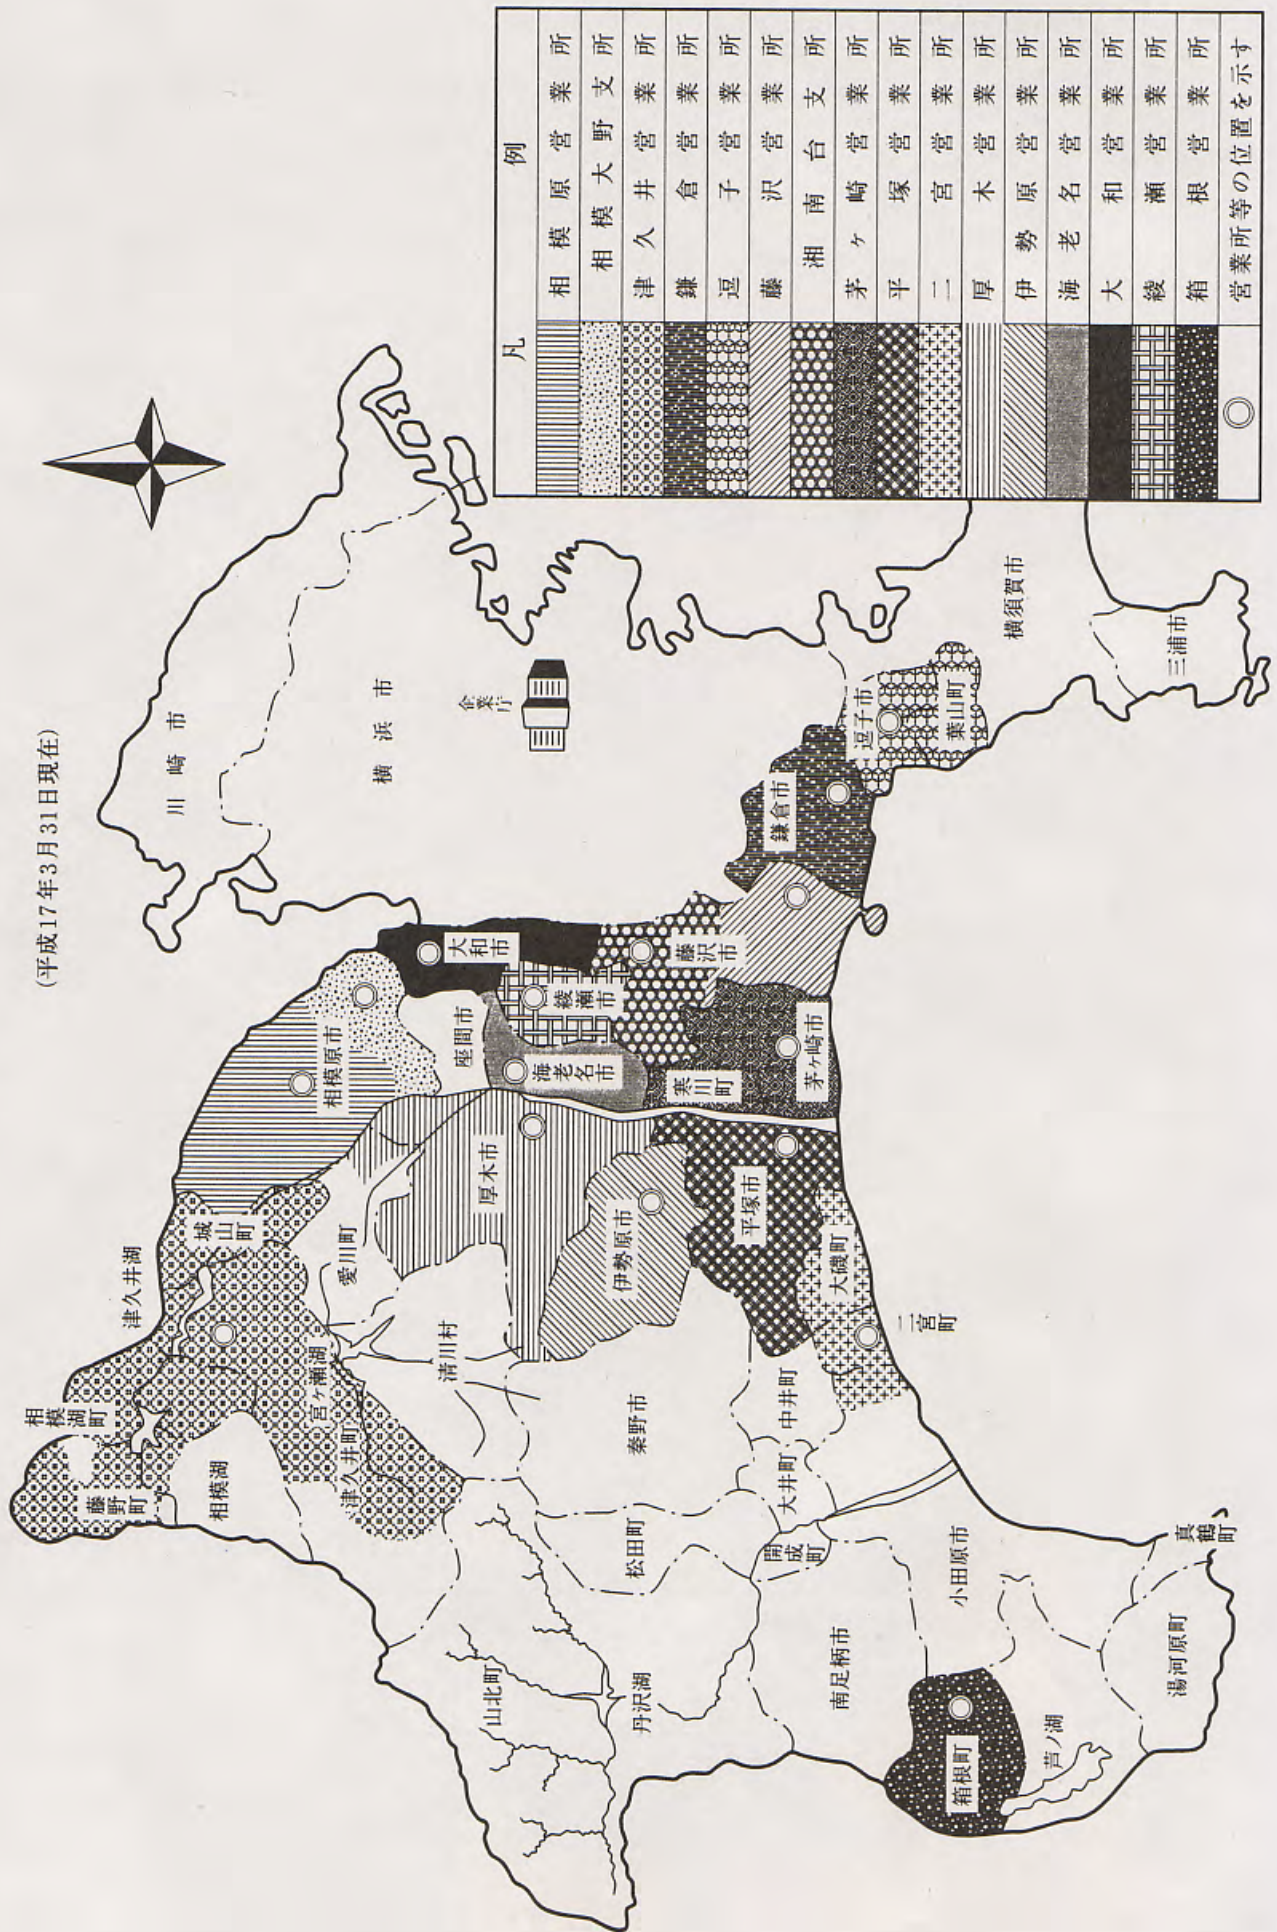 (平成17年3月31日現在)
凡例
相模原営業所
相模大野支所
津久井営業所
鎌倉営業所
逗子営業所
藤沢営業所
湘南台支所
茅ヶ崎営業所
平塚営業所
二宮営業所
厚木営業所
伊勢原営業所
海老名営業所
大和営業所
綾瀬営業所
箱根営業所
営業所等の位置を示す
川崎市
横浜市
企業庁
横須賀市
三浦市
逗子市
葉山町
鎌倉市
大和市
藤沢市
綾瀬市
座間市
海老名市
相模原市
寒川町
茅ヶ崎市
厚木市
平塚市
伊勢原市
城山町
愛川町
大磯町
津久井湖
二宮町
清川村
宮ヶ瀬湖
相模湖町
中井町
秦野市
津久井町
大井町
相模湖
藤野町
松田町
開成町
小田原市
真鶴町
山北町
丹沢湖
南足柄市
湯河原町
芦ノ湖
箱根町